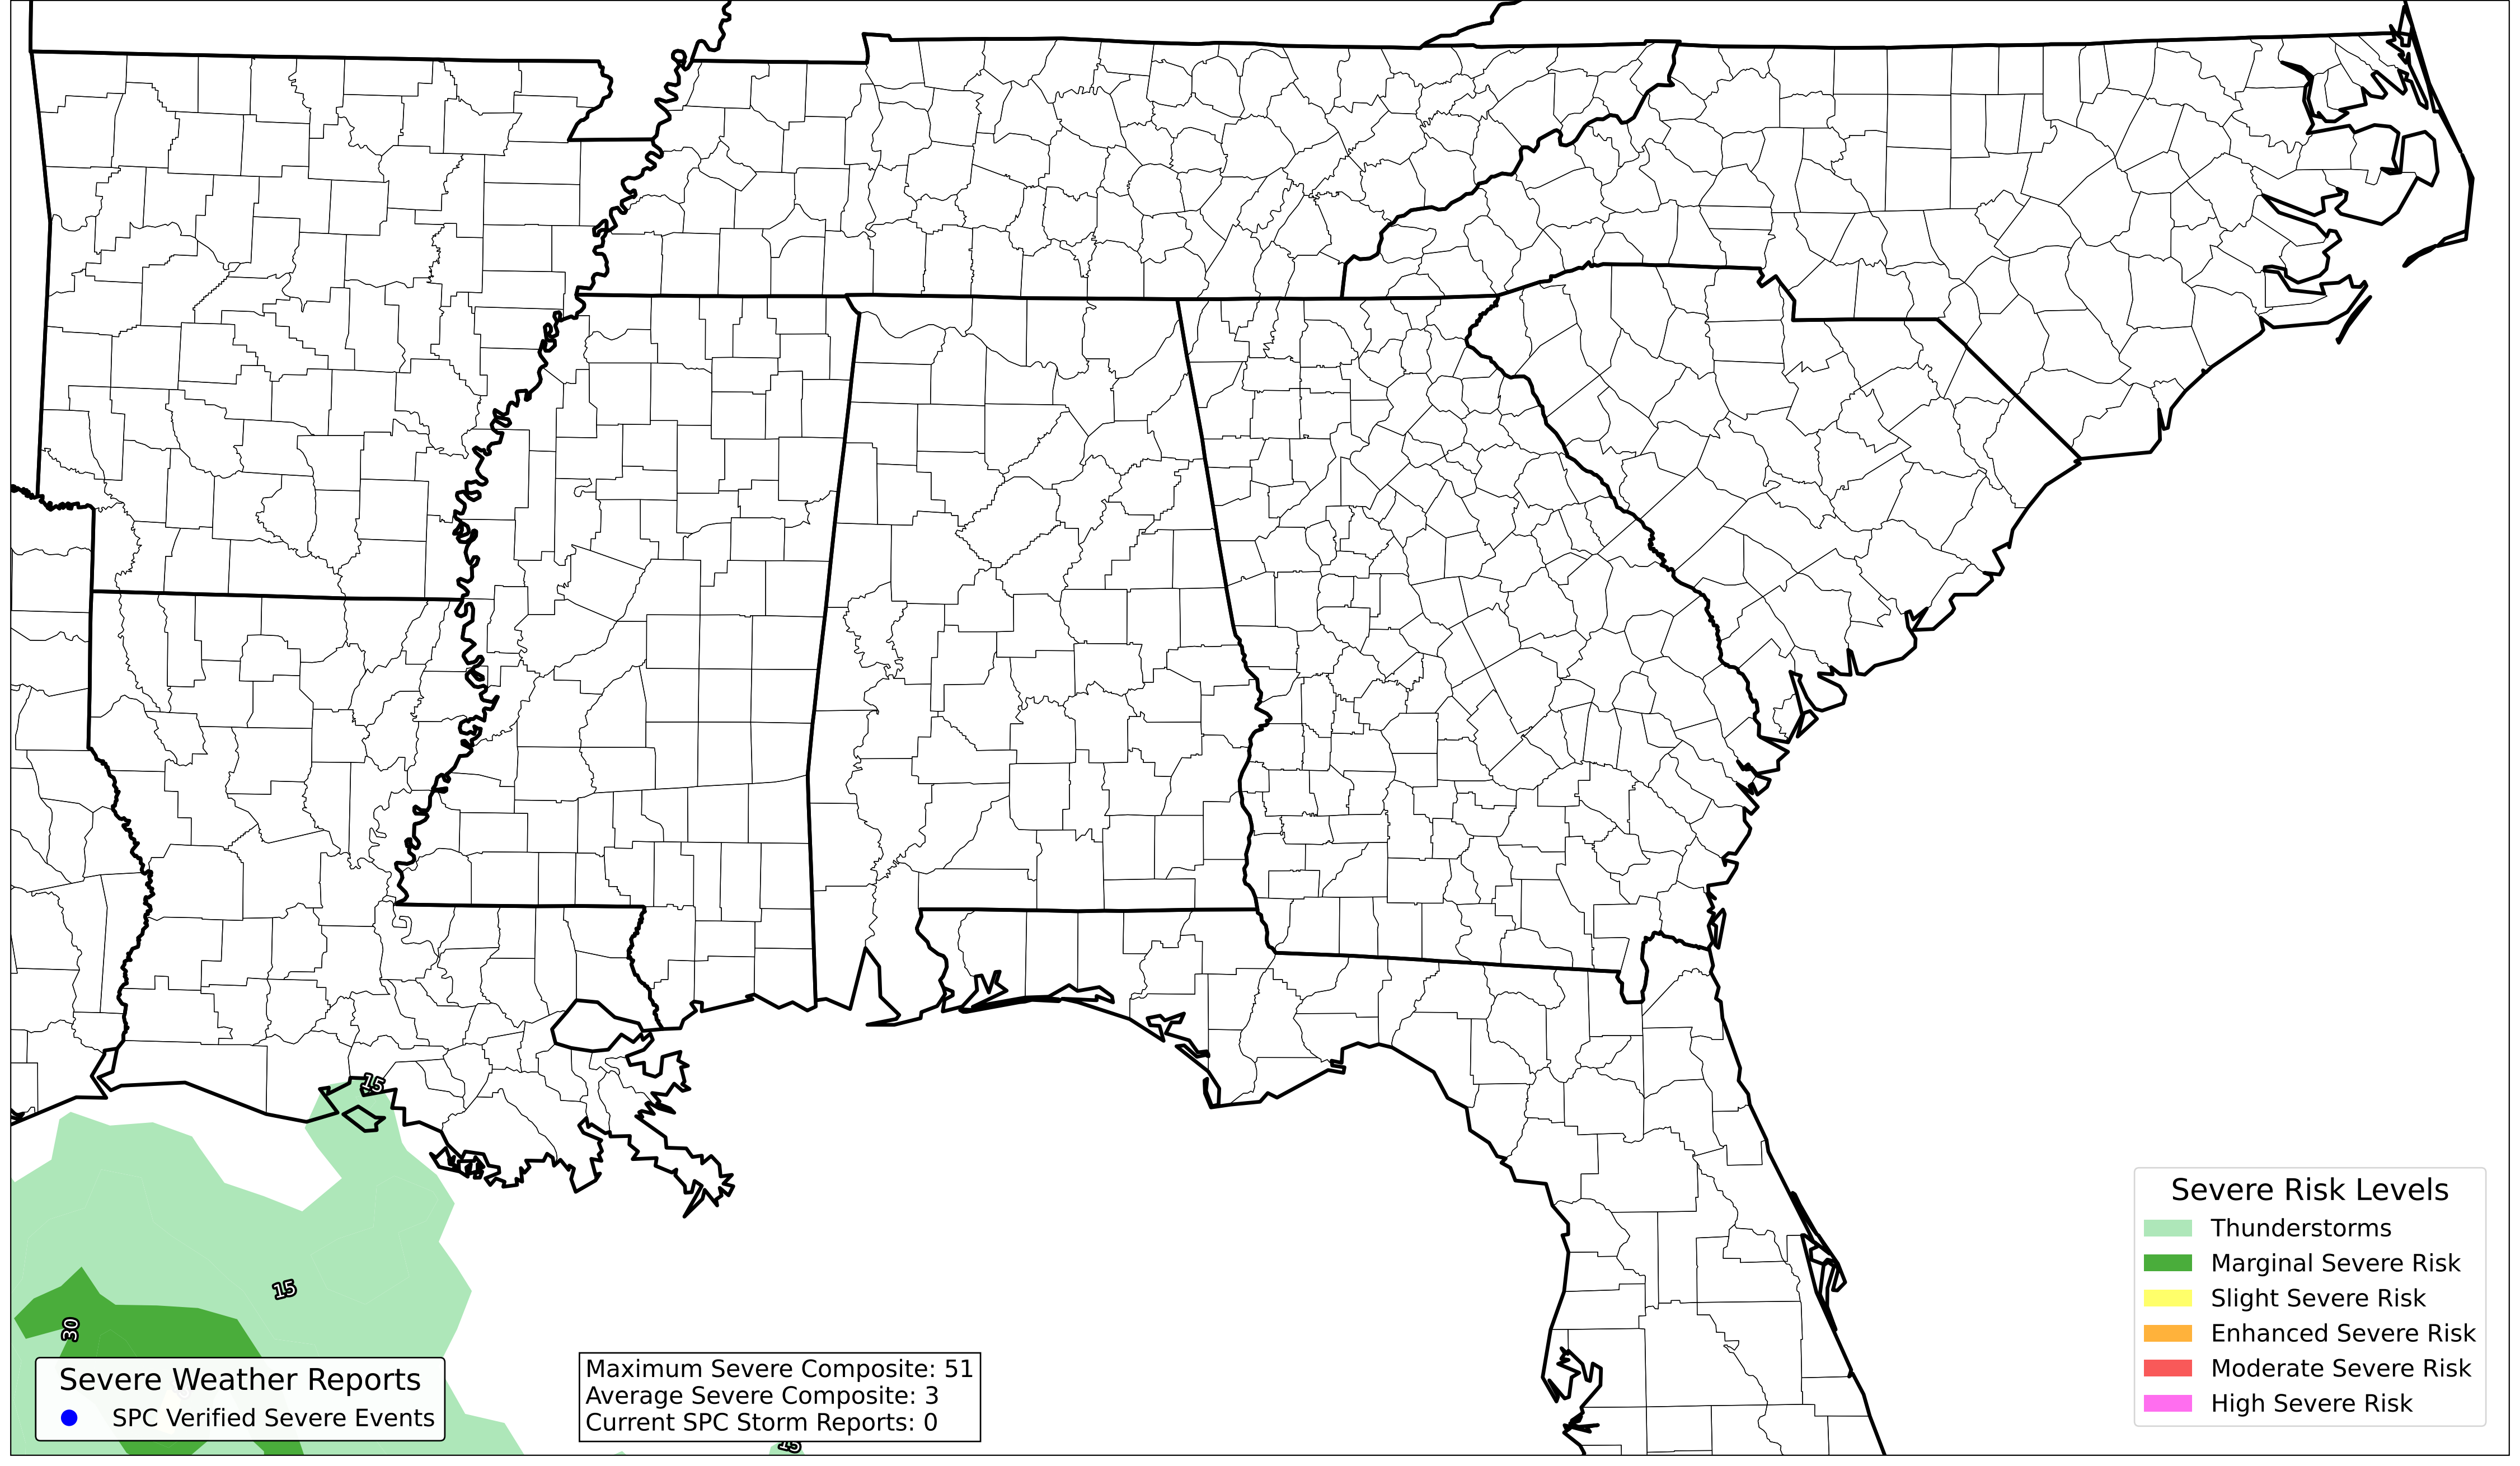 15
15
30
Severe Weather Reports
SPC Verified Severe Events
Maximum Severe Composite: 51
Average Severe Composite: 3
Current SPC Storm Reports: 0
15
Severe Risk Levels
Thunderstorms
Marginal Severe Risk
Slight Severe Risk
Enhanced Severe Risk
Moderate Severe Risk
High Severe Risk